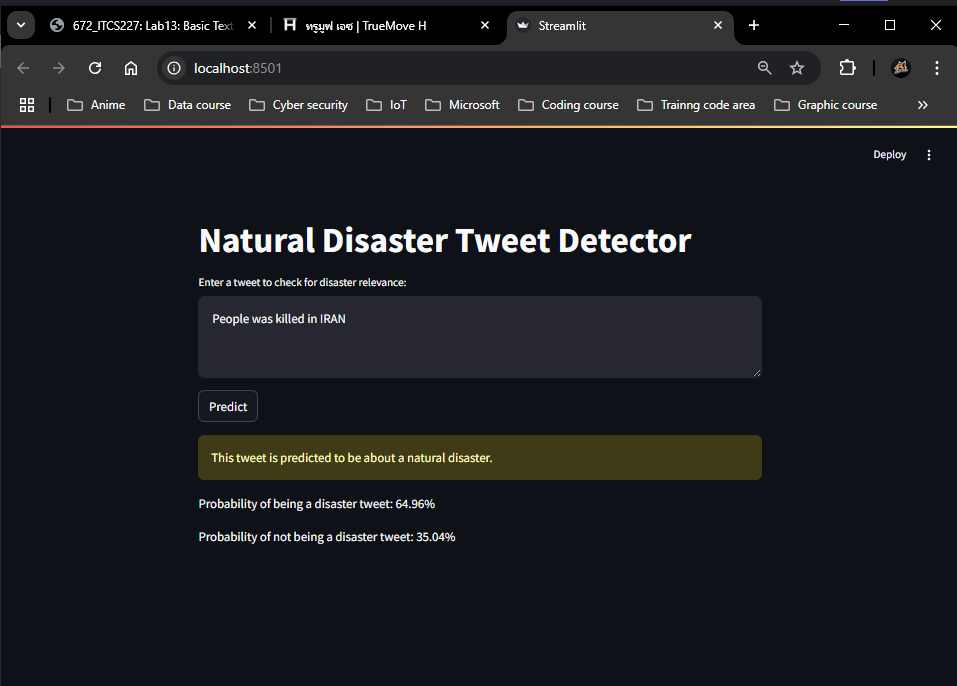 672_ITCS227: Lab13: Basic Text
ทรูมูฟ เอช | TrueMove H
Streamlit
localhost:8501
Anime
Data course
Cyber security
IoT
Microsoft
Coding course
Trainng code area
Graphic course
Deploy
Natural Disaster Tweet Detector
Enter a tweet to check for disaster relevance:
People was killed in IRAN
Predict
This tweet is predicted to be about a natural disaster.
Probability of being a disaster tweet: 64.96%
Probability of not being a disaster tweet: 35.04%